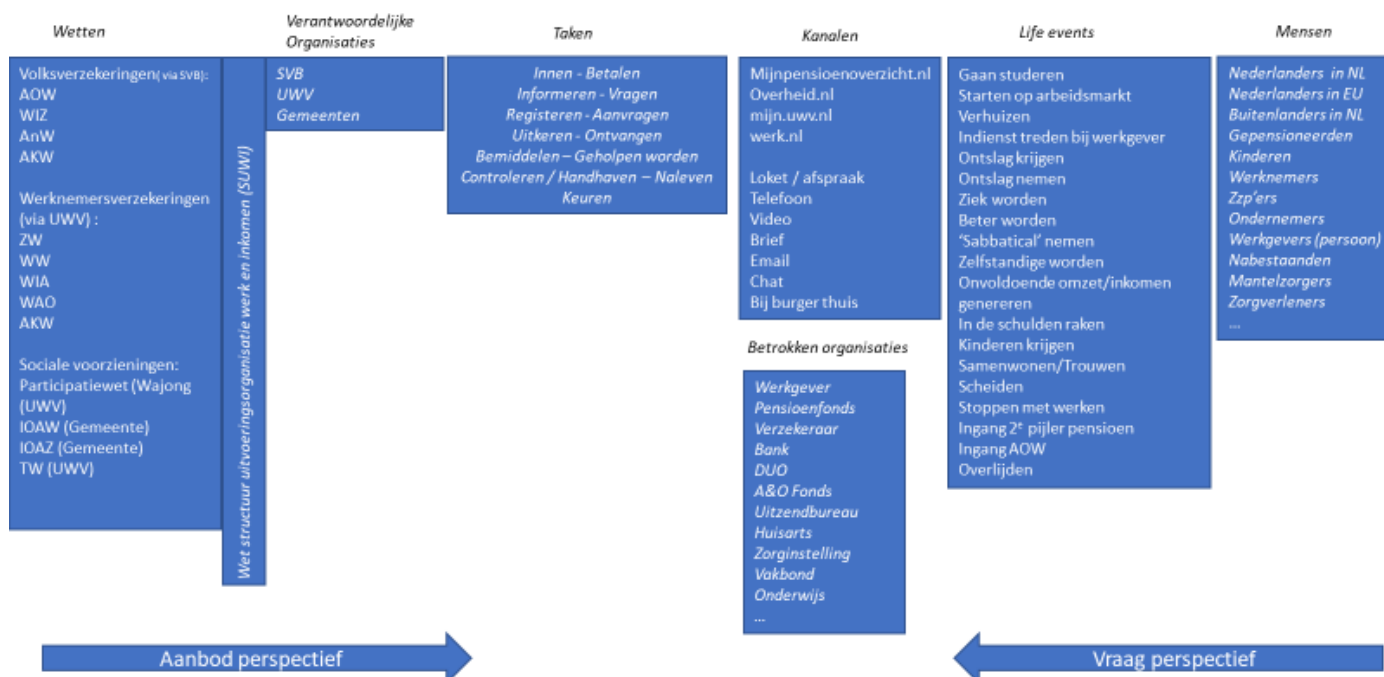 Wetten
Volksverzekeringen( via SVB):
AOW
WIZ
AnW
AKW
Werknemersverzekeringen
(via UWV) :
ZW
WW
WIA
WAO
AKW
Sociale voorzieningen:
Participatiewet (Wajong
(UWV)
IOAW (Gemeente)
IOAZ (Gemeente)
TW (UWV)
Wet structuur uitvoeringsorganisatie werk en inkomen (SUWI)
Verantwoordelijke
Organisaties
SVB
UWV
Gemeenten
Taken
Innen - Betalen
Informeren - Vragen
Registeren - Aanvragen
Uitkeren - Ontvangen
Bemiddelen – Geholpen worden
Controleren / Handhaven – Naleven
Keuren
Kanalen
Mijnpensioenoverzicht.nl
Overheid.nl
mijn.uwv.nl
werk.nl
Loket / afspraak
Telefoon
Video
Brief
Email
Chat
Bij burger thuis
Betrokken organisaties
Werkgever
Pensioenfonds
Verzekeraar
Bank
DUO
A&O Fonds
Uitzendbureau
Huisarts
Zorginstelling
Vakbond
Onderwijs
...
Life events
Gaan studeren
Starten op arbeidsmarkt
Verhuizen
Indienst treden bij werkgever
Ontslag krijgen
Ontslag nemen
Ziek worden
Beter worden
‘Sabbatical’ nemen
Zelfstandige worden
Onvoldoende omzet/inkomen
genereren
In de schulden raken
Kinderen krijgen
Samenwonen/Trouwen
Scheiden
Stoppen met werken
Ingang 2e pijler pensioen
Ingang AOW
Overlijden
Mensen
Nederlanders in NL
Nederlanders in EU
Buitenlanders in NL
Gepensioneerden
Kinderen
Werknemers
Zzp’ers
Ondernemers
Werkgevers (persoon)
Nabestaanden
Mantelzorgers
Zorgverleners
...
Aanbod perspectief
Vraag perspectief